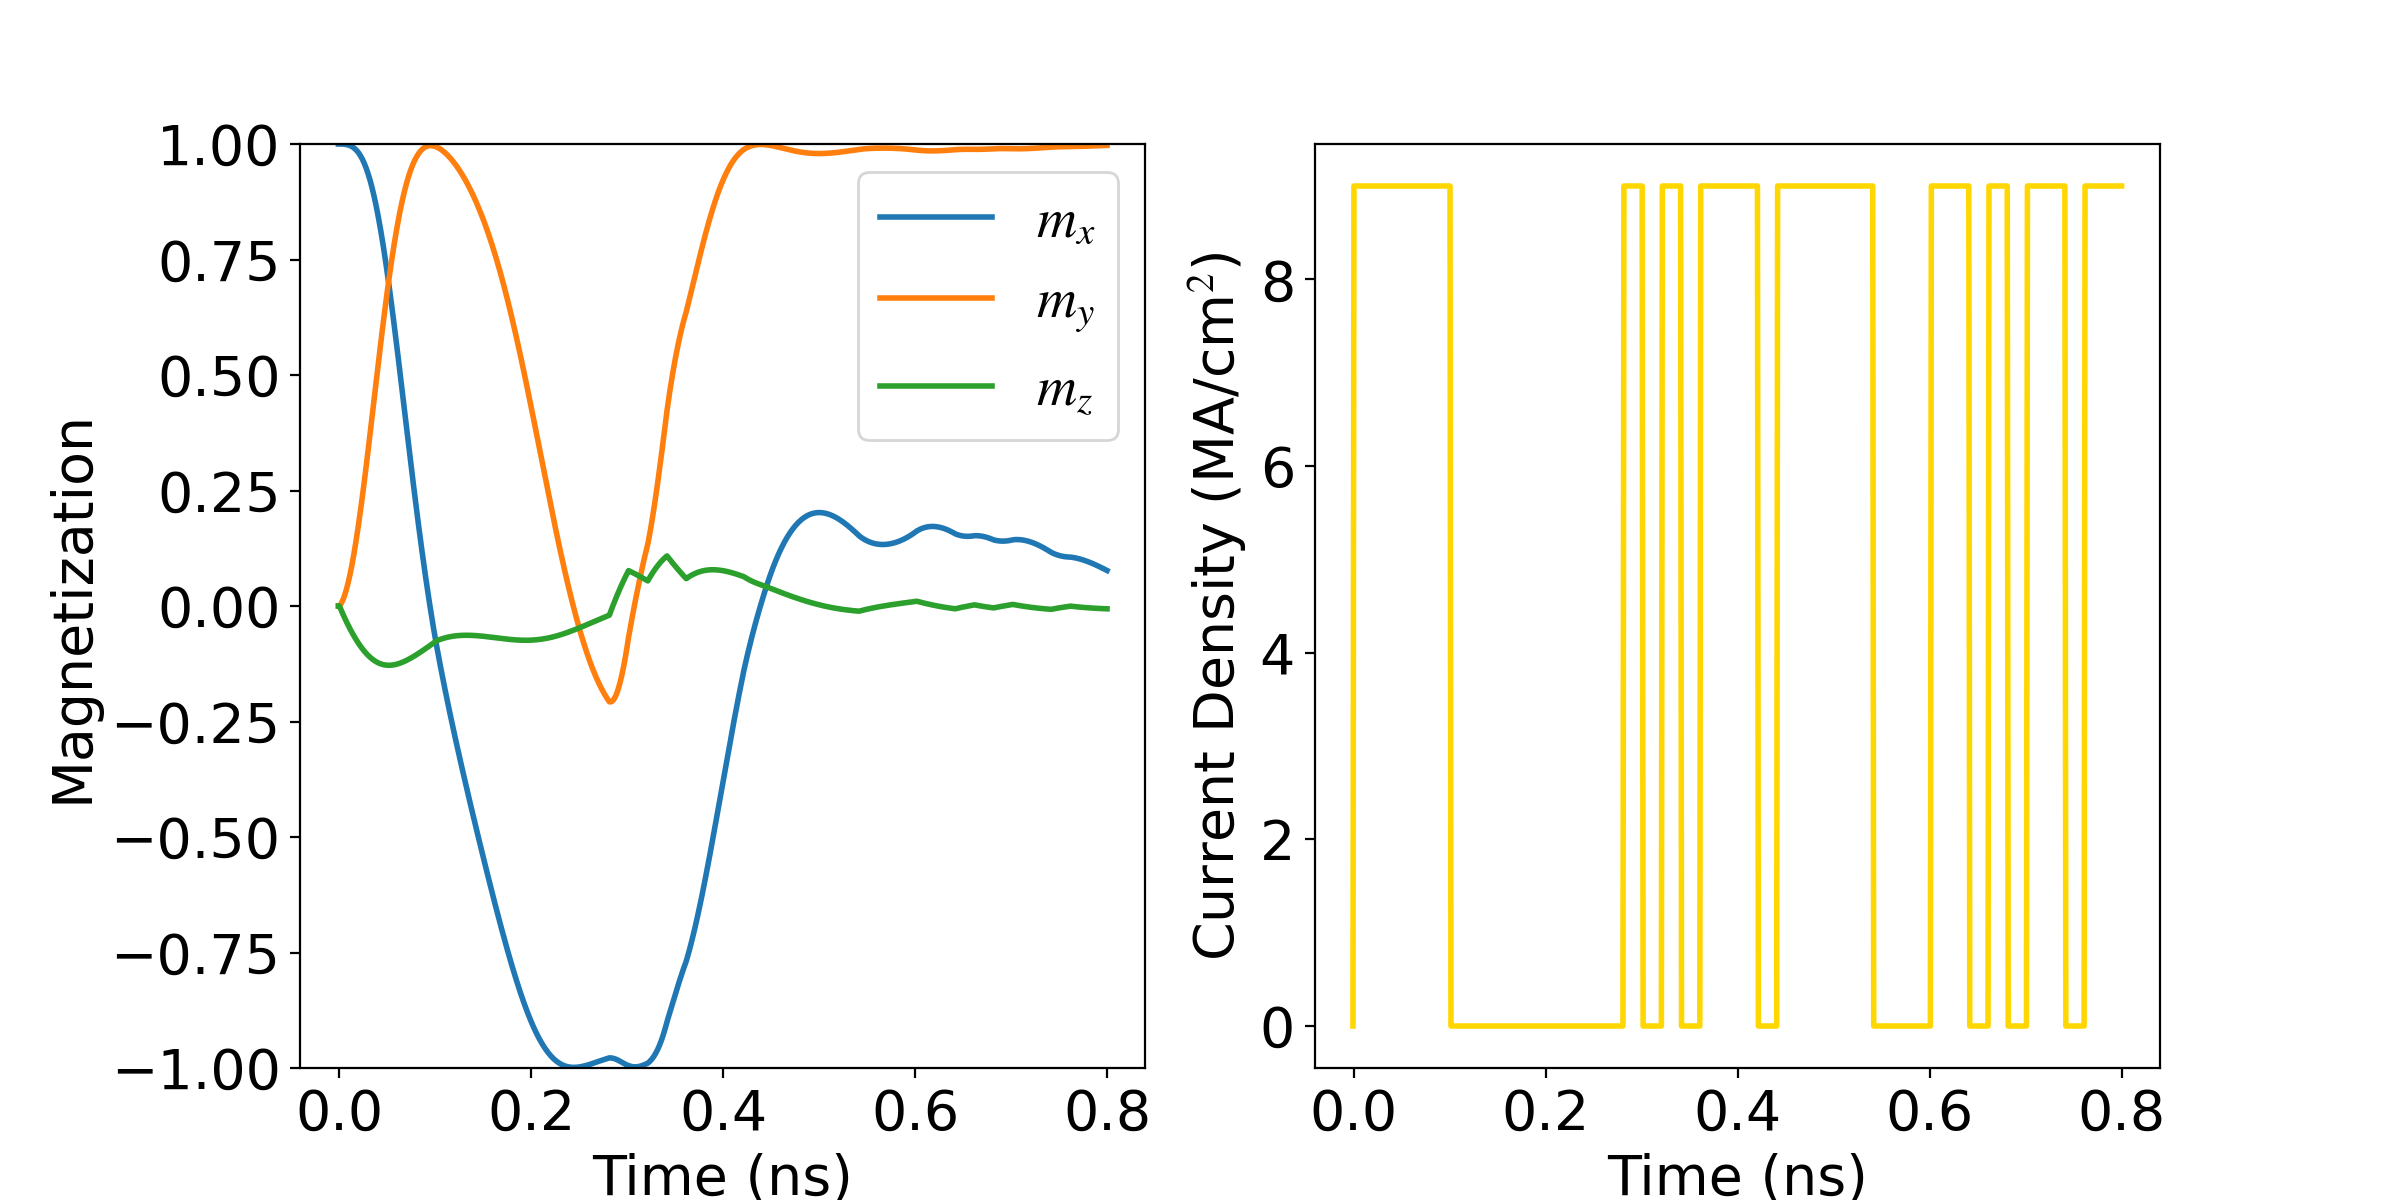 1.00
0.75
0.50
0.25
0.00
−0.25
−0.50
−0.75
−1.00
Magnetization
0.0 0.2 0.4 0.6 0.8
Time (ns)
m_x
m_y
m_z
Current Density (MA/cm²)
8
6
4
2
0
0.0 0.2 0.4 0.6 0.8
Time (ns)